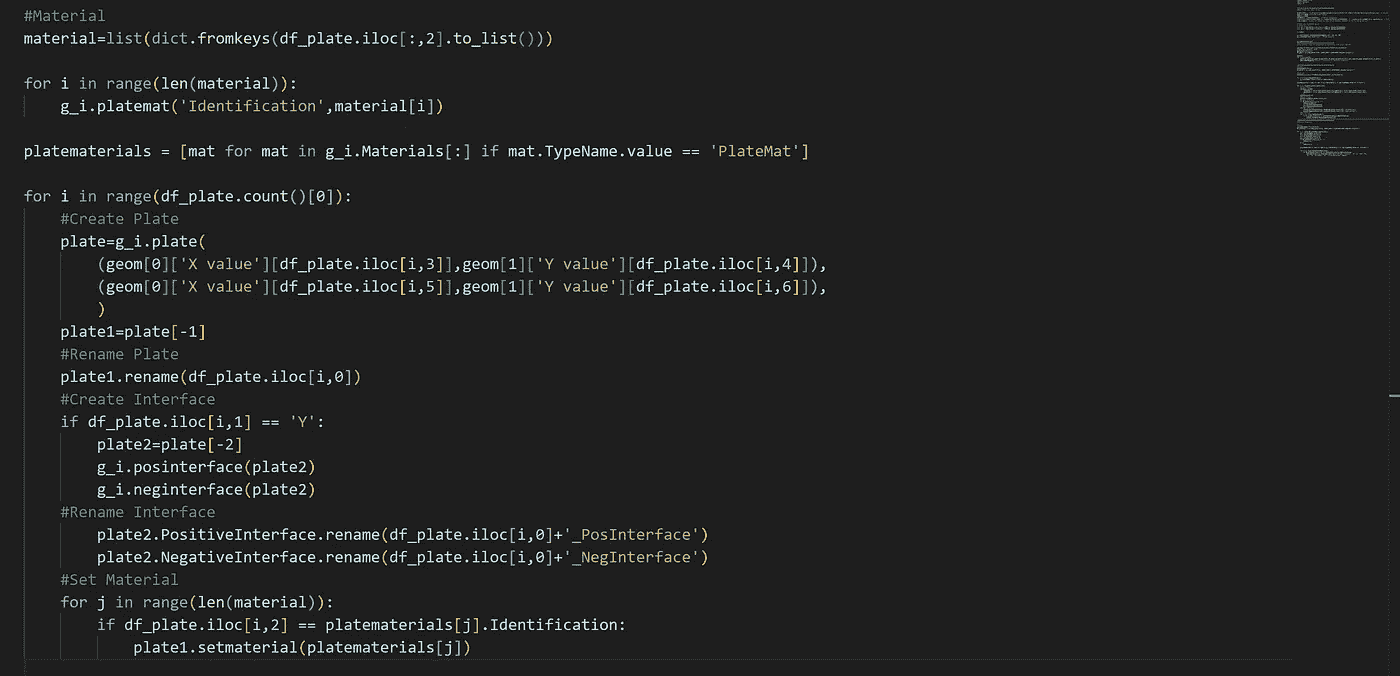 #Material
material=list(dict.fromkeys(df_plate.iloc[:,2].to_list()))
for i in range(len(material)):
    g_i.platemat('Identification',material[i])
platematerials = [mat for mat in g_i.Materials[:] if mat.TypeName.value == 'PlateMat']
for i in range(df_plate.count()[0]):
    #Create Plate
    plate=g_i.plate(
        (geom[0]['X value'][df_plate.iloc[i,3]],geom[1]['Y value'][df_plate.iloc[i,4]]),
        (geom[0]['X value'][df_plate.iloc[i,5]],geom[1]['Y value'][df_plate.iloc[i,6]]),
        )
    plate1=plate[-1]
    #Rename Plate
    plate1.rename(df_plate.iloc[i,0])
    #Create Interface
    if df_plate.iloc[i,1] == 'Y':
        plate2=plate[-2]
        g_i.posinterface(plate2)
        g_i.neginterface(plate2)
    #Rename Interface
        plate2.PositiveInterface.rename(df_plate.iloc[i,0]+'_PosInterface')
        plate2.NegativeInterface.rename(df_plate.iloc[i,0]+'_NegInterface')
    #Set Material
    for j in range(len(material)):
        if df_plate.iloc[i,2] == platematerials[j].Identification:
            plate1.setmaterial(platematerials[j])